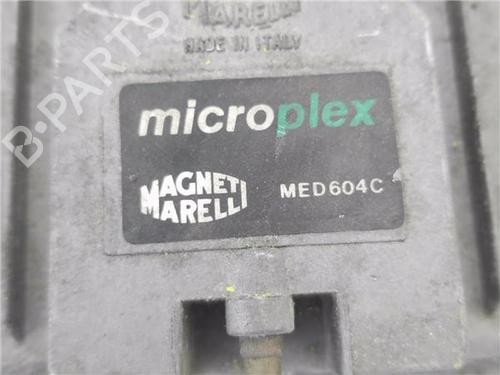 MARELLI
MADE IN ITALY
microplex
MAGNETI
MARELLI
MED604C
B-PARTS